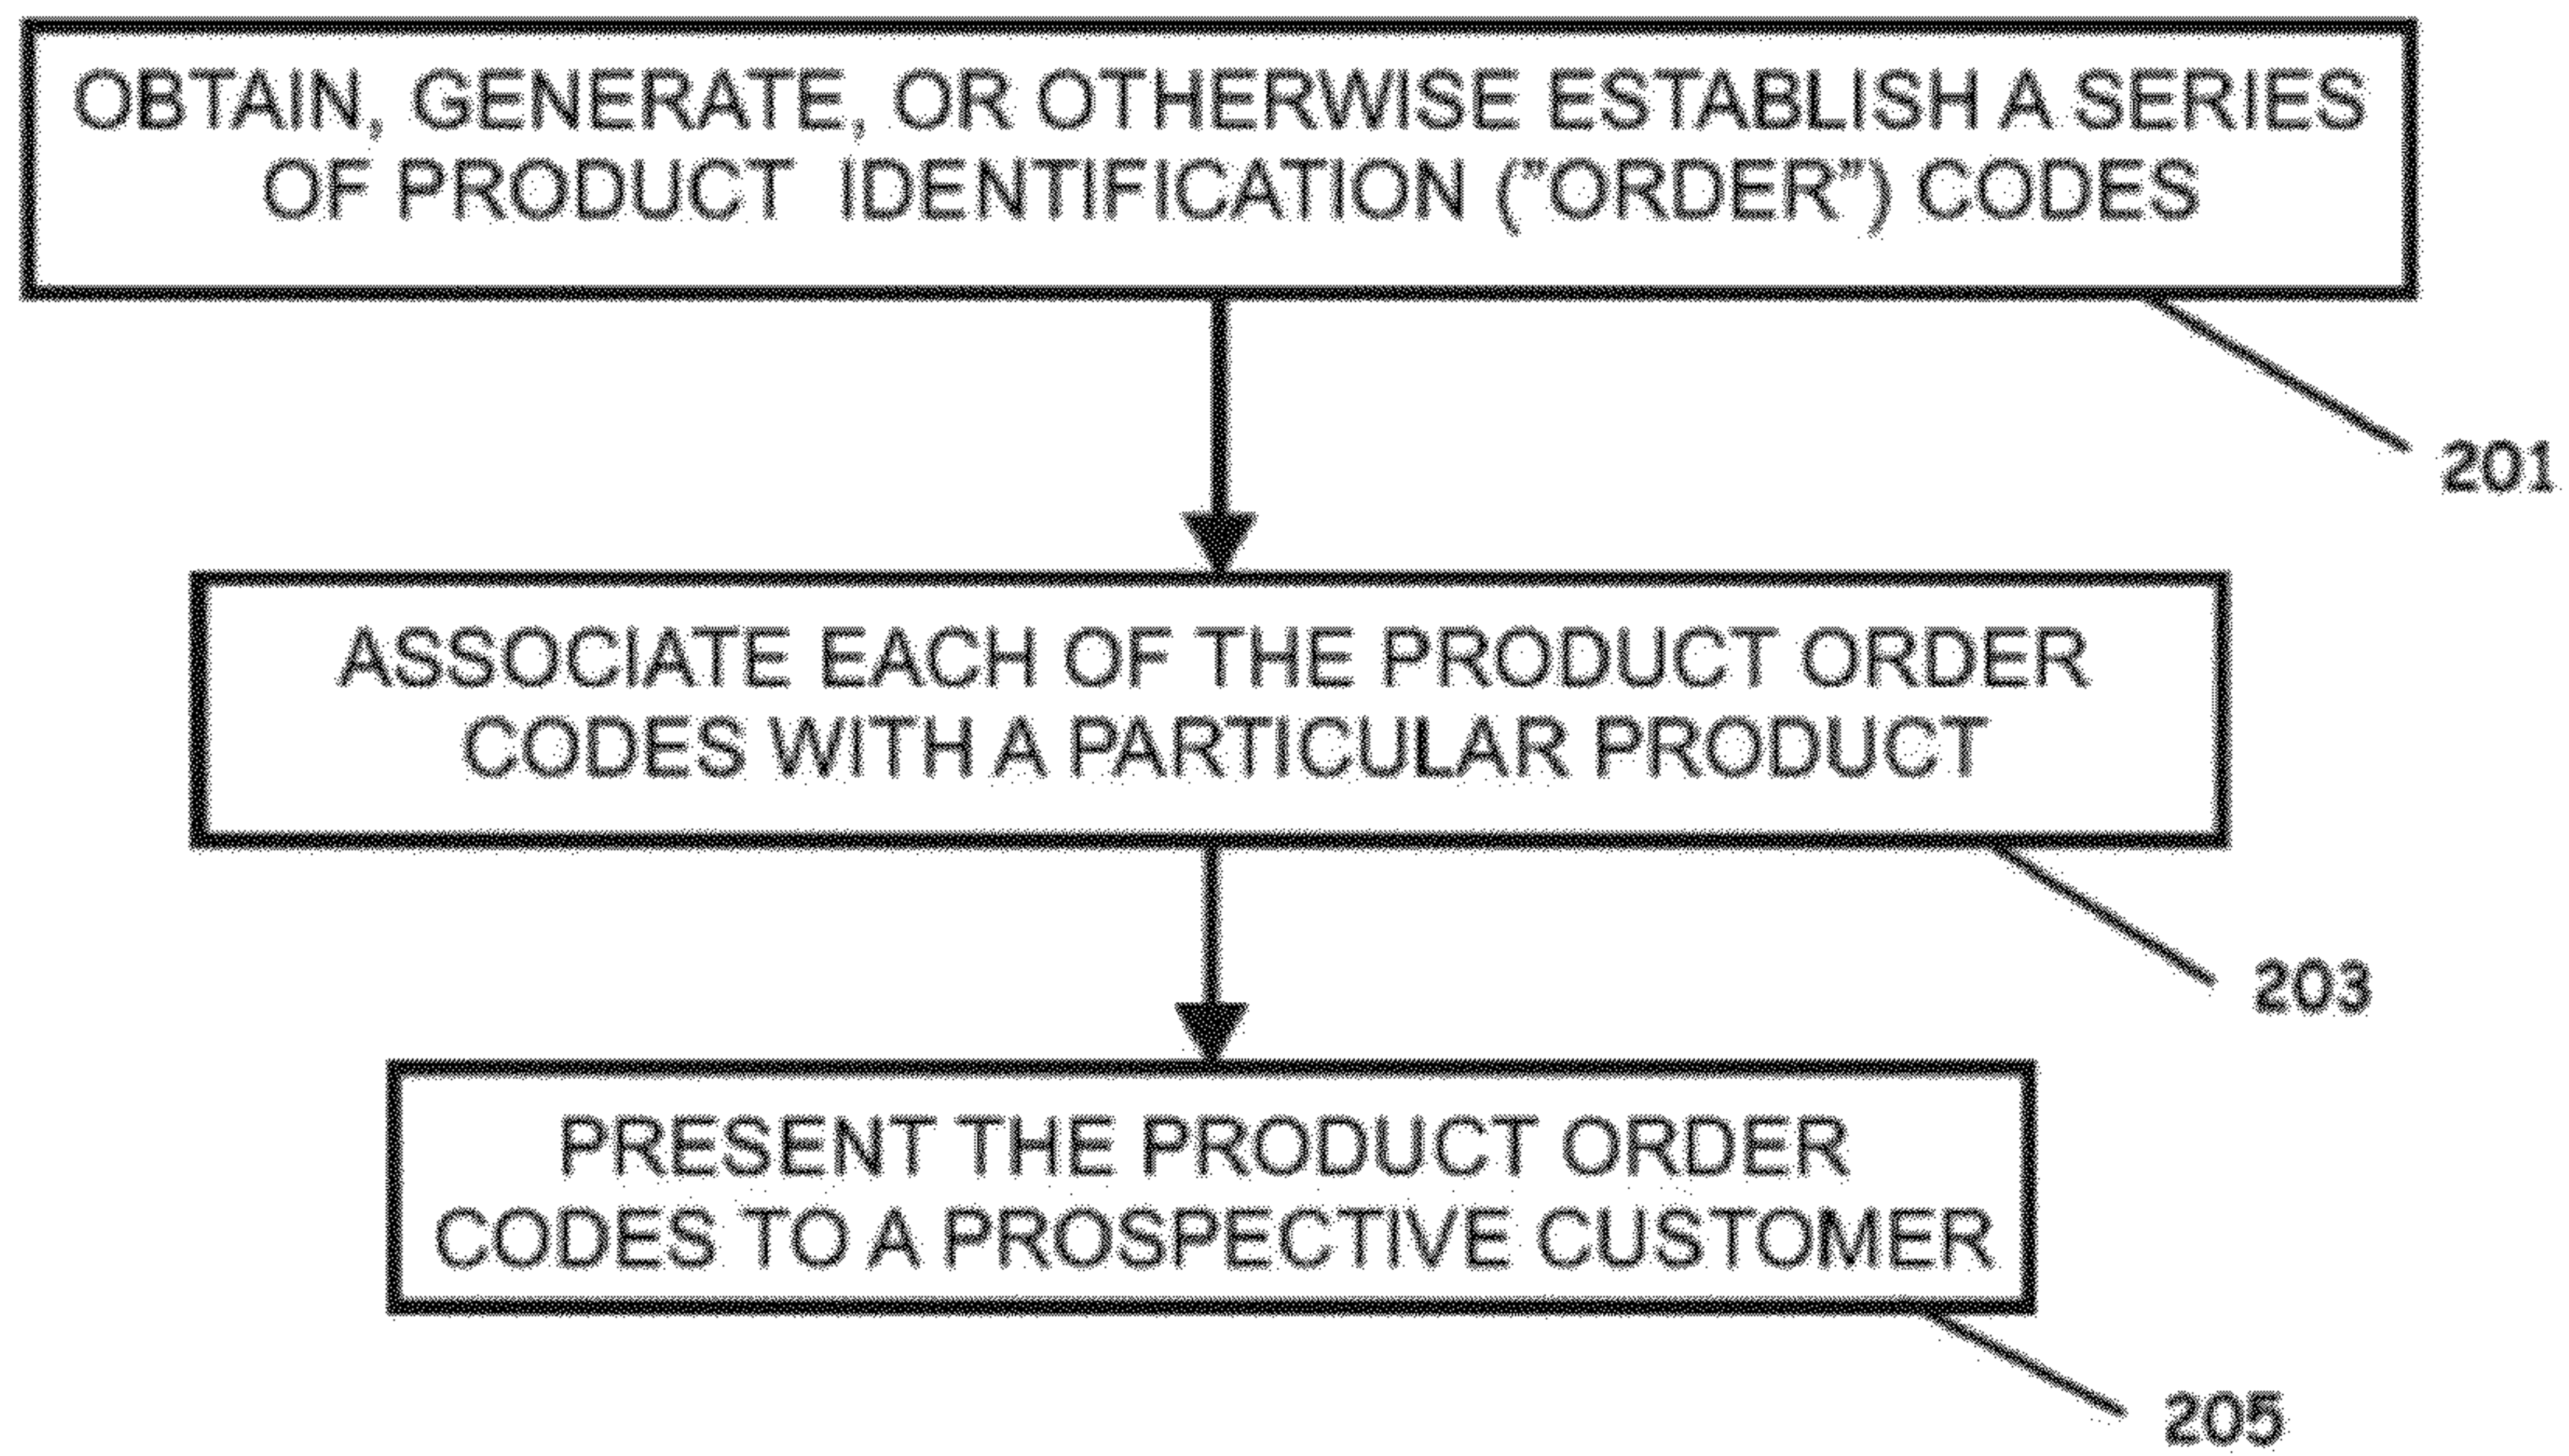 OBTAIN, GENERATE, OR OTHERWISE ESTABLISH A SERIES
OF PRODUCT IDENTIFICATION (”ORDER”) CODES
201
ASSOCIATE EACH OF THE PRODUCT ORDER
CODES WITH A PARTICULAR PRODUCT
203
PRESENT THE PRODUCT ORDER
CODES TO A PROSPECTIVE CUSTOMER
205